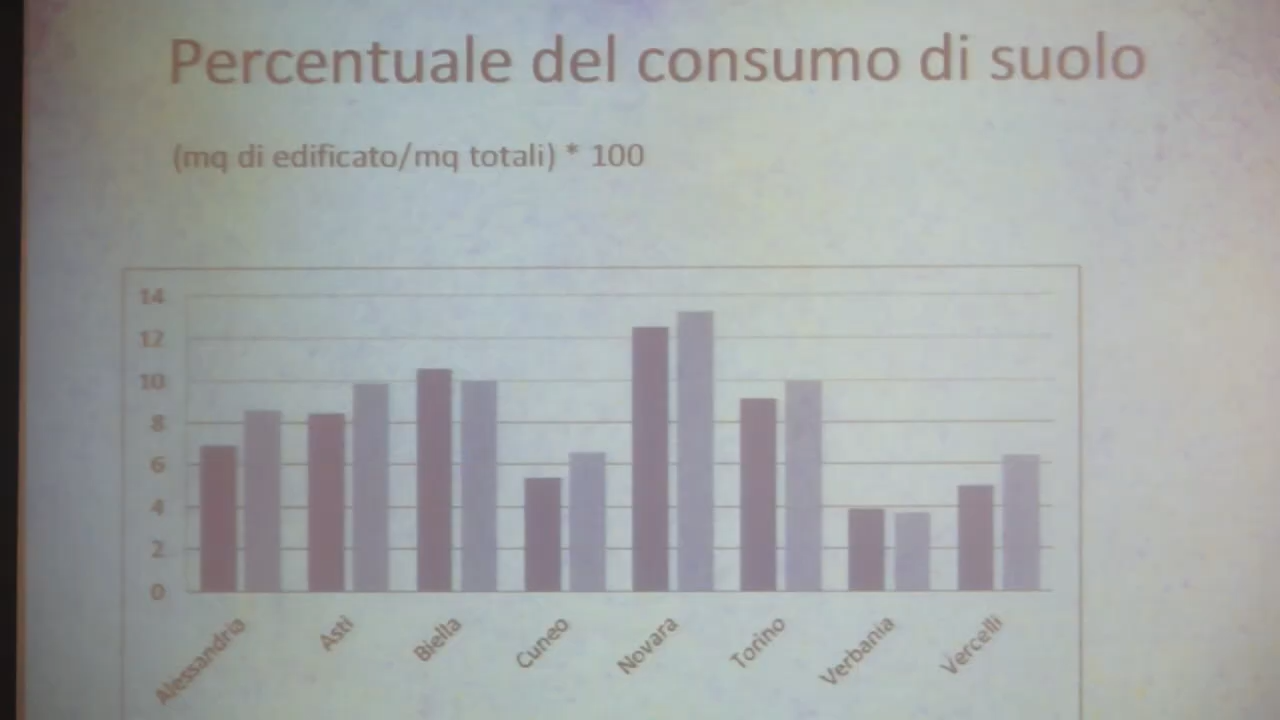 Percentuale del consumo di suolo
(mq di edificato/mq totali) * 100
14
12
10
8
6
4
2
0
Alessandria
Asti
Biella
Cuneo
Novara
Torino
Verbania
Vercelli